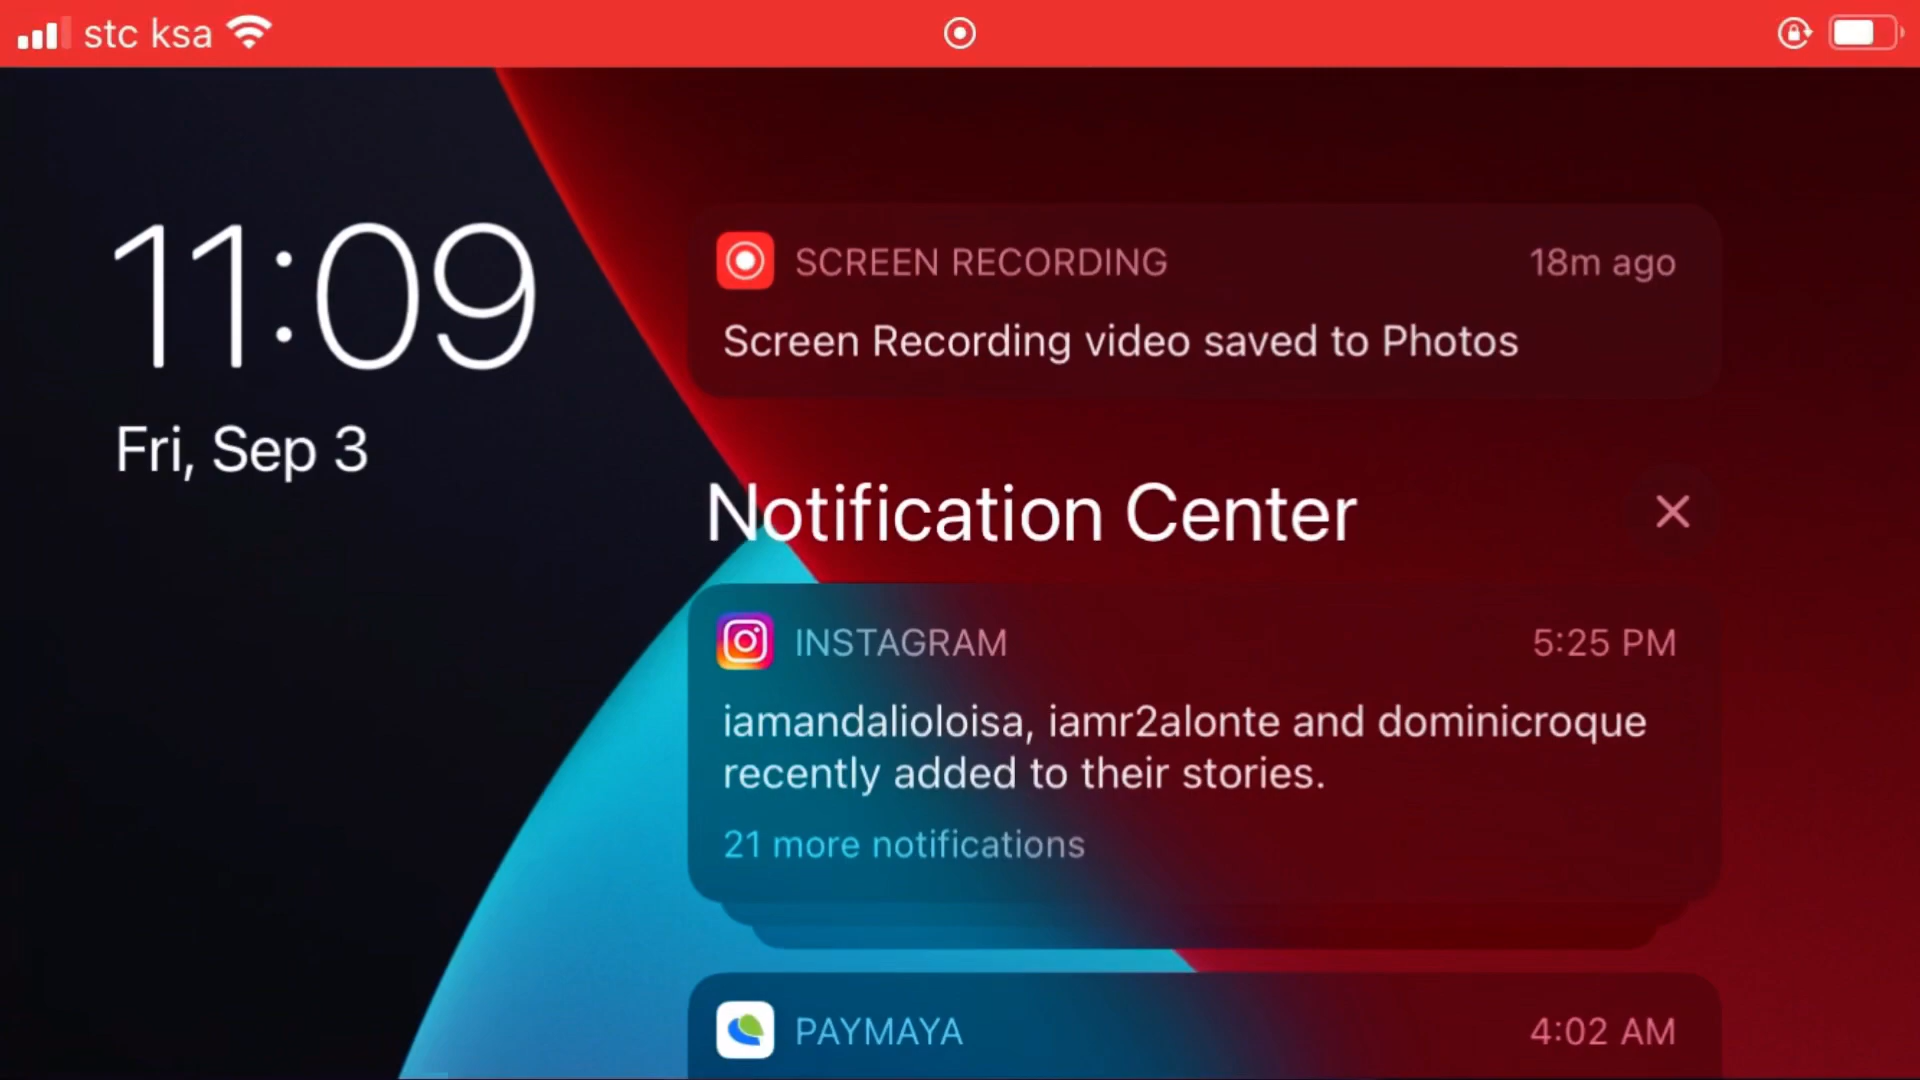 stc ksa
11:09
Fri, Sep 3
SCREEN RECORDING 18m ago
Screen Recording video saved to Photos
Notification Center
INSTAGRAM 5:25 PM
iamandalioloisa, iamr2alonte and dominicroque
recently added to their stories.
21 more notifications
PAYMAYA 4:02 AM